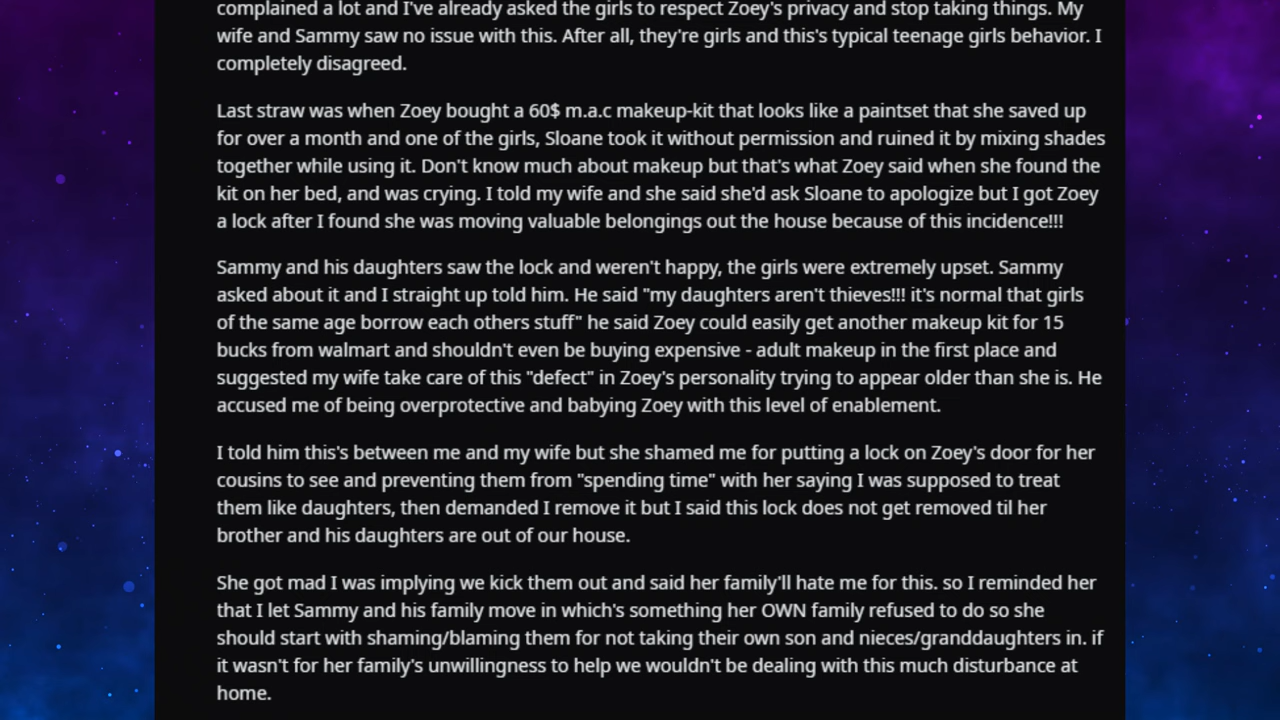 complained a lot and I've already asked the girls to respect Zoey's privacy and stop taking things. My
wife and Sammy saw no issue with this. After all, they're girls and this's typical teenage girls behavior. I
completely disagreed.
Last straw was when Zoey bought a 60$ m.a.c makeup-kit that looks like a paintset that she saved up
for over a month and one of the girls, Sloane took it without permission and ruined it by mixing shades
together while using it. Don't know much about makeup but that's what Zoey said when she found the
kit on her bed, and was crying. I told my wife and she said she'd ask Sloane to apologize but I got Zoey
a lock after I found she was moving valuable belongings out the house because of this incidence!!!
Sammy and his daughters saw the lock and weren't happy, the girls were extremely upset. Sammy
asked about it and I straight up told him. He said "my daughters aren't thieves!!! it's normal that girls
of the same age borrow each others stuff" he said Zoey could easily get another makeup kit for 15
bucks from walmart and shouldn't even be buying expensive - adult makeup in the first place and
suggested my wife take care of this "defect" in Zoey's personality trying to appear older than she is. He
accused me of being overprotective and babying Zoey with this level of enablement.
I told him this's between me and my wife but she shamed me for putting a lock on Zoey's door for her
cousins to see and preventing them from "spending time" with her saying I was supposed to treat
them like daughters, then demanded I remove it but I said this lock does not get removed til her
brother and his daughters are out of our house.
She got mad I was implying we kick them out and said her family'll hate me for this. so I reminded her
that I let Sammy and his family move in which's something her OWN family refused to do so she
should start with shaming/blaming them for not taking their own son and nieces/granddaughters in. if
it wasn't for her family's unwillingness to help we wouldn't be dealing with this much disturbance at
home.